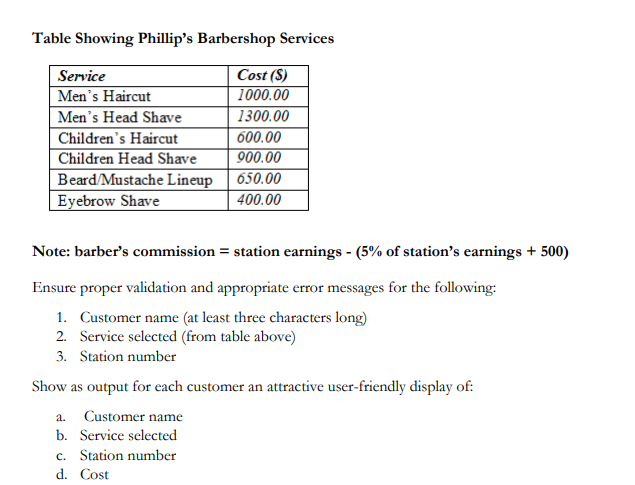 Table Showing Phillip's Barbershop Services
Service Cost ($)
Men's Haircut 1000.00
Men's Head Shave 1300.00
Children's Haircut 600.00
Children Head Shave 900.00
Beard/Mustache Lineup 650.00
Eyebrow Shave 400.00
Note: barber's commission = station earnings - (5% of station's earnings + 500)
Ensure proper validation and appropriate error messages for the following:
1. Customer name (at least three characters long)
2. Service selected (from table above)
3. Station number
Show as output for each customer an attractive user-friendly display of:
a. Customer name
b. Service selected
c. Station number
d. Cost